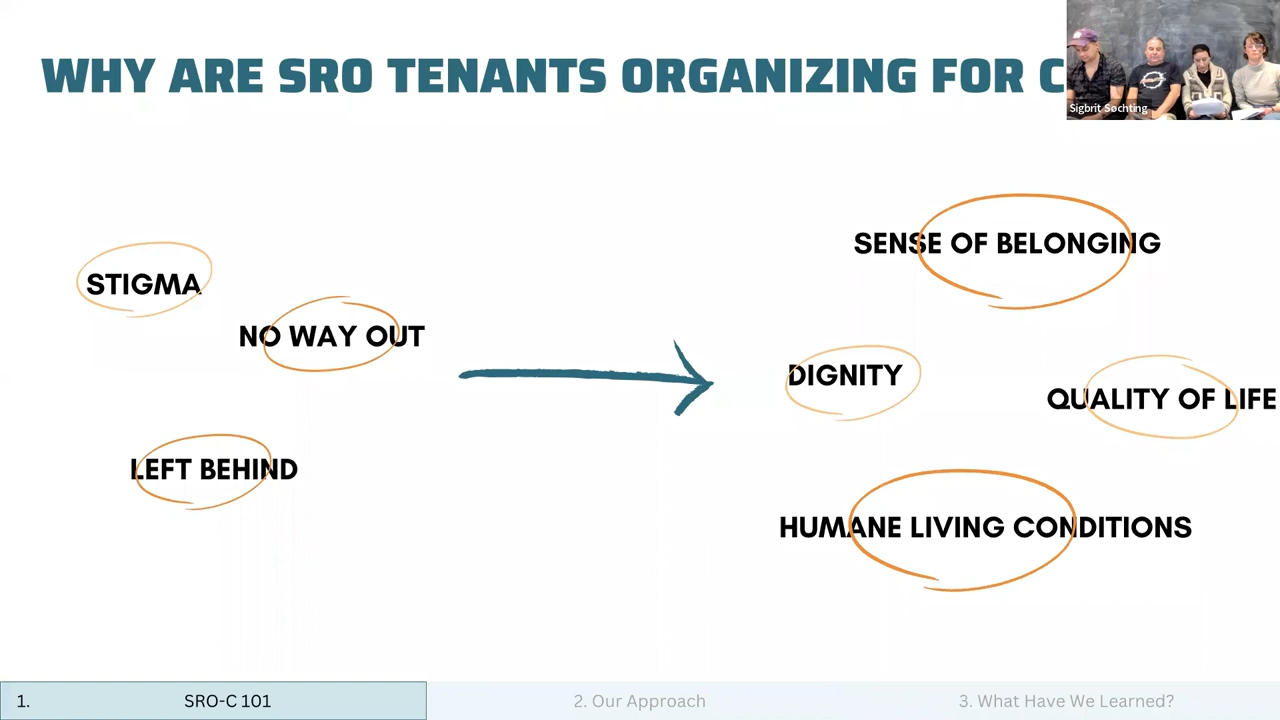 WHY ARE SRO TENANTS ORGANIZING FOR C
Sigbrit Søchting
STIGMA
NO WAY OUT
LEFT BEHIND
SENSE OF BELONGING
DIGNITY
QUALITY OF LIFE
HUMANE LIVING CONDITIONS
1. SRO-C 101
2. Our Approach
3. What Have We Learned?